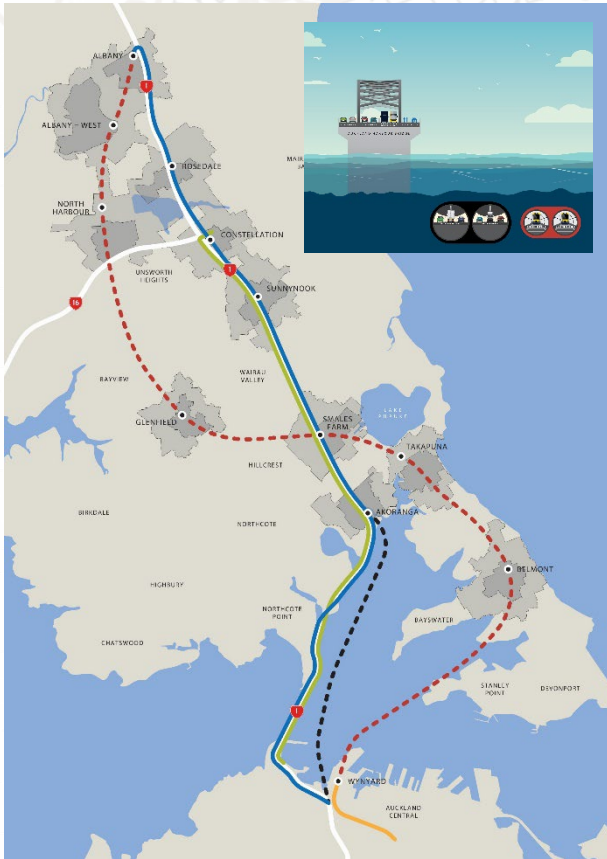 ALBANY
1
ALBANY - WEST
ROSEDALE
NORTH
HARBOUR
CONSTELLATION
UNSWORTH
HEIGHTS
1
SUNNYNOOK
16
WAIRAU
VALLEY
BAYVIEW
GLENFIELD
SMALES
FARM
LAKE
TAKAPUNA
HILLCREST
AKORANGA
BIRKDALE
NORTHCOTE
BELMONT
HIGHBURY
NORTHCOTE
POINT
BAYSWATER
CHATSWOOD
STANLEY
POINT
DEVONPORT
1
WYNYARD
AUCKLAND
CENTRAL